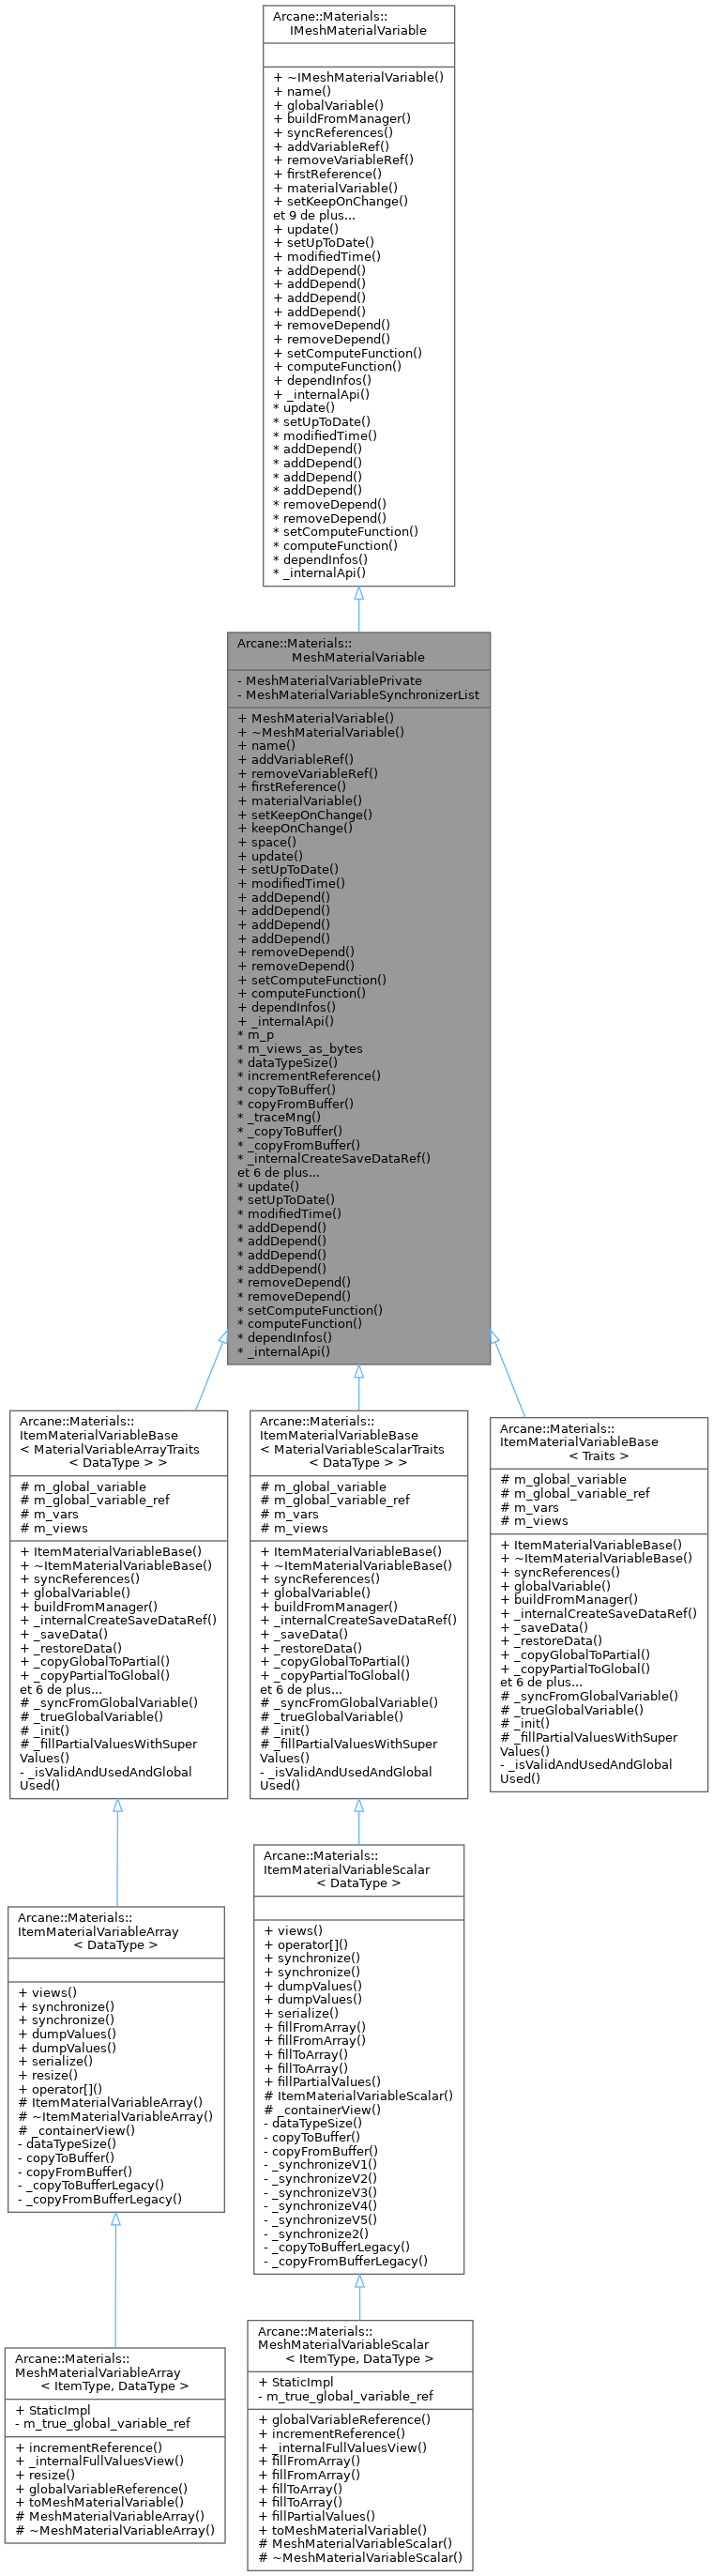 Arcane::Materials::
IMeshMaterialVariable
+ ~IMeshMaterialVariable()
+ name()
+ globalVariable()
+ buildFromManager()
+ syncReferences()
+ addVariableRef()
+ removeVariableRef()
+ firstReference()
+ materialVariable()
+ setKeepOnChange()
et 9 de plus...
+ update()
+ setUpToDate()
+ modifiedTime()
+ addDepend()
+ addDepend()
+ addDepend()
+ addDepend()
+ removeDepend()
+ removeDepend()
+ setComputeFunction()
+ computeFunction()
+ dependInfos()
+ _internalApi()
* update()
* setUpToDate()
* modifiedTime()
* addDepend()
* addDepend()
* addDepend()
* addDepend()
* removeDepend()
* removeDepend()
* setComputeFunction()
* computeFunction()
* dependInfos()
* _internalApi()
Arcane::Materials::
MeshMaterialVariable
- MeshMaterialVariablePrivate
- MeshMaterialVariableSynchronizerList
+ MeshMaterialVariable()
+ ~MeshMaterialVariable()
+ name()
+ addVariableRef()
+ removeVariableRef()
+ firstReference()
+ materialVariable()
+ setKeepOnChange()
+ keepOnChange()
+ space()
+ update()
+ setUpToDate()
+ modifiedTime()
+ addDepend()
+ addDepend()
+ addDepend()
+ addDepend()
+ removeDepend()
+ removeDepend()
+ setComputeFunction()
+ computeFunction()
+ dependInfos()
+ _internalApi()
* m_p
* m_views_as_bytes
* dataTypeSize()
* incrementReference()
* copyToBuffer()
* copyFromBuffer()
* _traceMng()
* _copyToBuffer()
* _copyFromBuffer()
* _internalCreateSaveDataRef()
et 6 de plus...
* update()
* setUpToDate()
* modifiedTime()
* addDepend()
* addDepend()
* addDepend()
* addDepend()
* removeDepend()
* removeDepend()
* setComputeFunction()
* computeFunction()
* dependInfos()
* _internalApi()
Arcane::Materials::
ItemMaterialVariableBase
< MaterialVariableArrayTraits
< DataType > >
# m_global_variable
# m_global_variable_ref
# m_vars
# m_views
+ ItemMaterialVariableBase()
+ ~ItemMaterialVariableBase()
+ syncReferences()
+ globalVariable()
+ buildFromManager()
+ _internalCreateSaveDataRef()
+ _saveData()
+ _restoreData()
+ _copyGlobalToPartial()
+ _copyPartialToGlobal()
et 6 de plus...
# _syncFromGlobalVariable()
# _trueGlobalVariable()
# _init()
# _fillPartialValuesWithSuper
Values()
- _isValidAndUsedAndGlobal
Used()
Arcane::Materials::
ItemMaterialVariableBase
< MaterialVariableScalarTraits
< DataType > >
# m_global_variable
# m_global_variable_ref
# m_vars
# m_views
+ ItemMaterialVariableBase()
+ ~ItemMaterialVariableBase()
+ syncReferences()
+ globalVariable()
+ buildFromManager()
+ _internalCreateSaveDataRef()
+ _saveData()
+ _restoreData()
+ _copyGlobalToPartial()
+ _copyPartialToGlobal()
et 6 de plus...
# _syncFromGlobalVariable()
# _trueGlobalVariable()
# _init()
# _fillPartialValuesWithSuper
Values()
- _isValidAndUsedAndGlobal
Used()
Arcane::Materials::
ItemMaterialVariableBase
< Traits >
# m_global_variable
# m_global_variable_ref
# m_vars
# m_views
+ ItemMaterialVariableBase()
+ ~ItemMaterialVariableBase()
+ syncReferences()
+ globalVariable()
+ buildFromManager()
+ _internalCreateSaveDataRef()
+ _saveData()
+ _restoreData()
+ _copyGlobalToPartial()
+ _copyPartialToGlobal()
et 6 de plus...
# _syncFromGlobalVariable()
# _trueGlobalVariable()
# _init()
# _fillPartialValuesWithSuper
Values()
- _isValidAndUsedAndGlobal
Used()
Arcane::Materials::
ItemMaterialVariableArray
< DataType >
+ views()
+ synchronize()
+ synchronize()
+ dumpValues()
+ dumpValues()
+ serialize()
+ resize()
+ operator[]()
# ItemMaterialVariableArray()
# ~ItemMaterialVariableArray()
# _containerView()
- dataTypeSize()
- copyToBuffer()
- copyFromBuffer()
- _copyToBufferLegacy()
- _copyFromBufferLegacy()
Arcane::Materials::
ItemMaterialVariableScalar
< DataType >
+ views()
+ operator[]()
+ synchronize()
+ synchronize()
+ dumpValues()
+ dumpValues()
+ serialize()
+ fillFromArray()
+ fillFromArray()
+ fillToArray()
+ fillToArray()
+ fillPartialValues()
# ItemMaterialVariableScalar()
# _containerView()
- dataTypeSize()
- copyToBuffer()
- copyFromBuffer()
- _synchronizeV1()
- _synchronizeV2()
- _synchronizeV3()
- _synchronizeV4()
- _synchronizeV5()
- _synchronize2()
- _copyToBufferLegacy()
- _copyFromBufferLegacy()
Arcane::Materials::
MeshMaterialVariableArray
< ItemType, DataType >
+ StaticImpl
- m_true_global_variable_ref
+ incrementReference()
+ _internalFullValuesView()
+ resize()
+ globalVariableReference()
+ toMeshMaterialVariable()
# MeshMaterialVariableArray()
# ~MeshMaterialVariableArray()
Arcane::Materials::
MeshMaterialVariableScalar
< ItemType, DataType >
+ StaticImpl
- m_true_global_variable_ref
+ globalVariableReference()
+ incrementReference()
+ _internalFullValuesView()
+ fillFromArray()
+ fillFromArray()
+ fillToArray()
+ fillToArray()
+ fillPartialValues()
+ toMeshMaterialVariable()
# MeshMaterialVariableScalar()
# ~MeshMaterialVariableScalar()